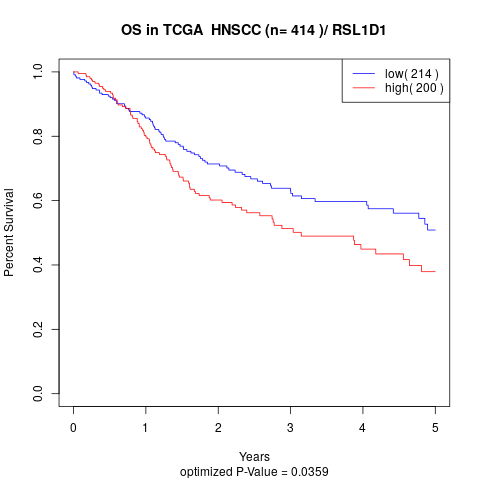 OS in TCGA HNSCC (n= 414 )/ RSL1D1
low( 214 )
high( 200 )
Percent Survival
1.0
0.8
0.6
0.4
0.2
0.0
0 1 2 3 4 5
Years
optimized P-Value = 0.0359